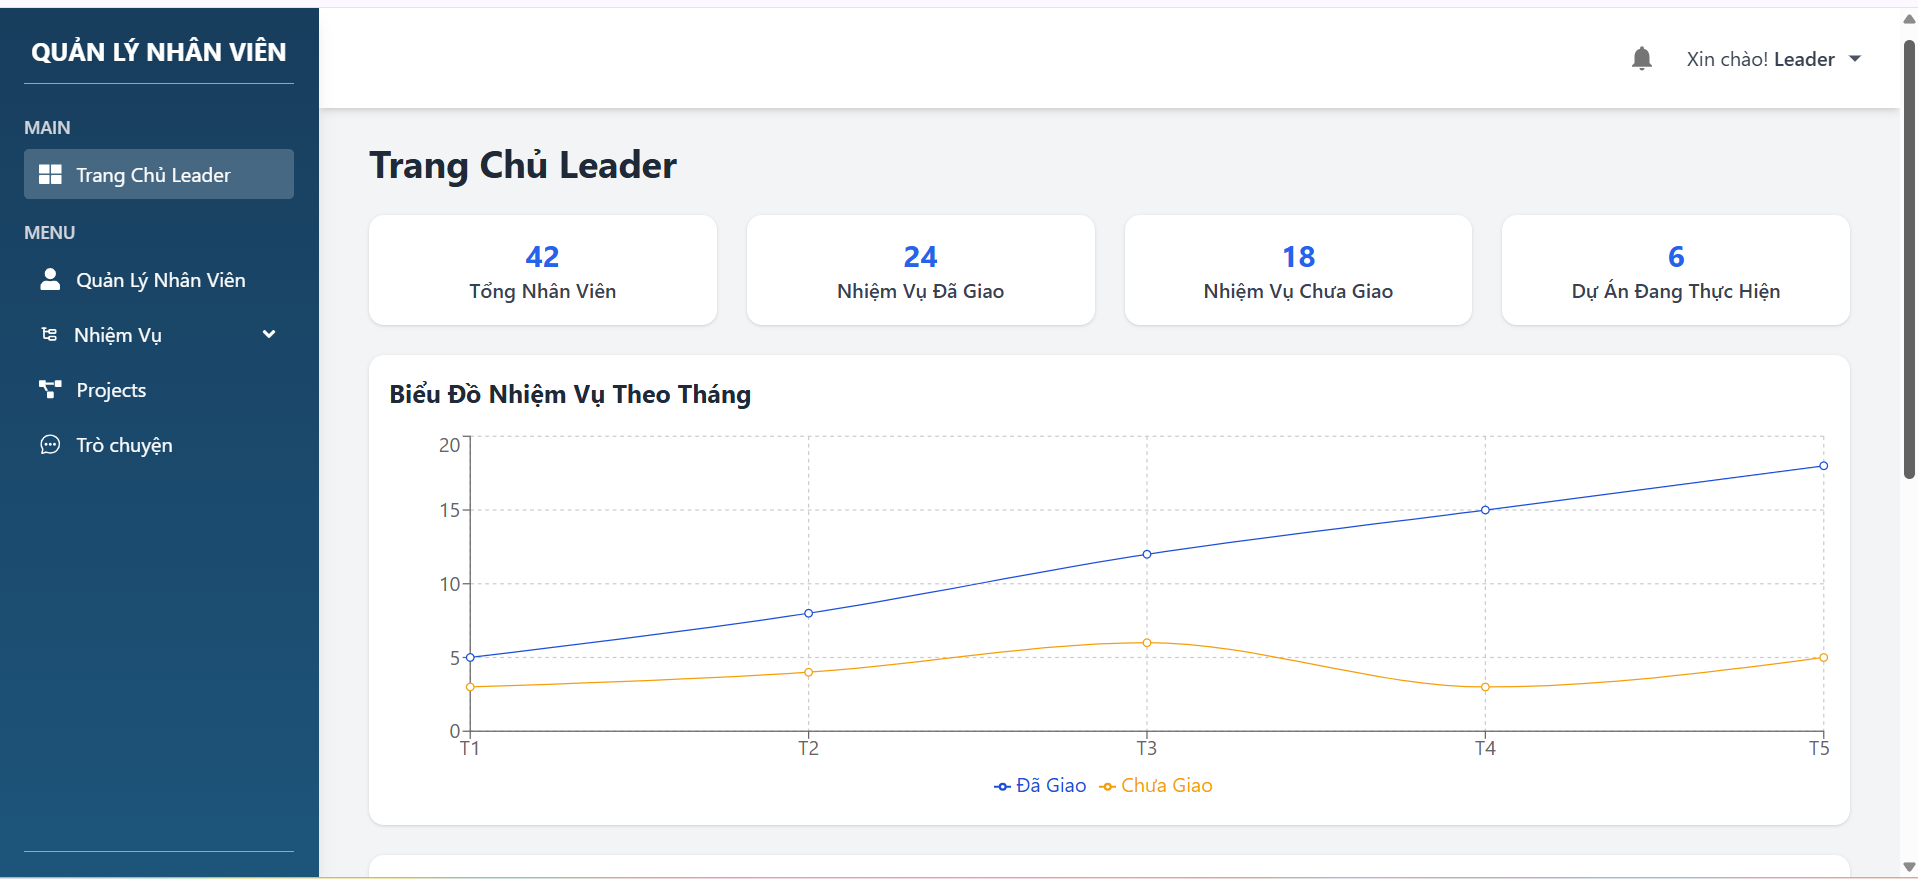 QUẢN LÝ NHÂN VIÊN
MAIN
Trang Chủ Leader
MENU
Quản Lý Nhân Viên
Nhiệm Vụ
Projects
Trò chuyện
Xin chào! Leader
Trang Chủ Leader
42
Tổng Nhân Viên
24
Nhiệm Vụ Đã Giao
18
Nhiệm Vụ Chưa Giao
6
Dự Án Đang Thực Hiện
Biểu Đồ Nhiệm Vụ Theo Tháng
20
15
10
5
0
T1 T2 T3 T4 T5
Đã Giao Chưa Giao